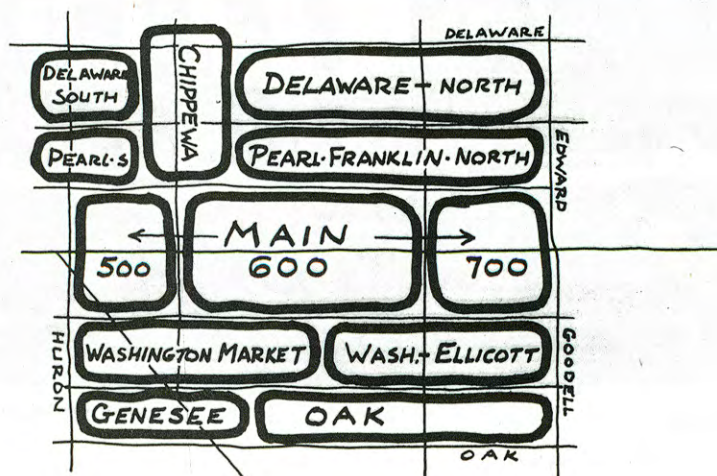 DELAWARE
DELAWARE
SOUTH
CHIPPEWA
DELAWARE - NORTH
PEARL·S
PEARL·FRANKLIN·NORTH
EDWARD
MAIN
500
600
700
HURON
WASHINGTON MARKET
WASH.- ELLICOTT
GOODELL
GENESEE
OAK
OAK